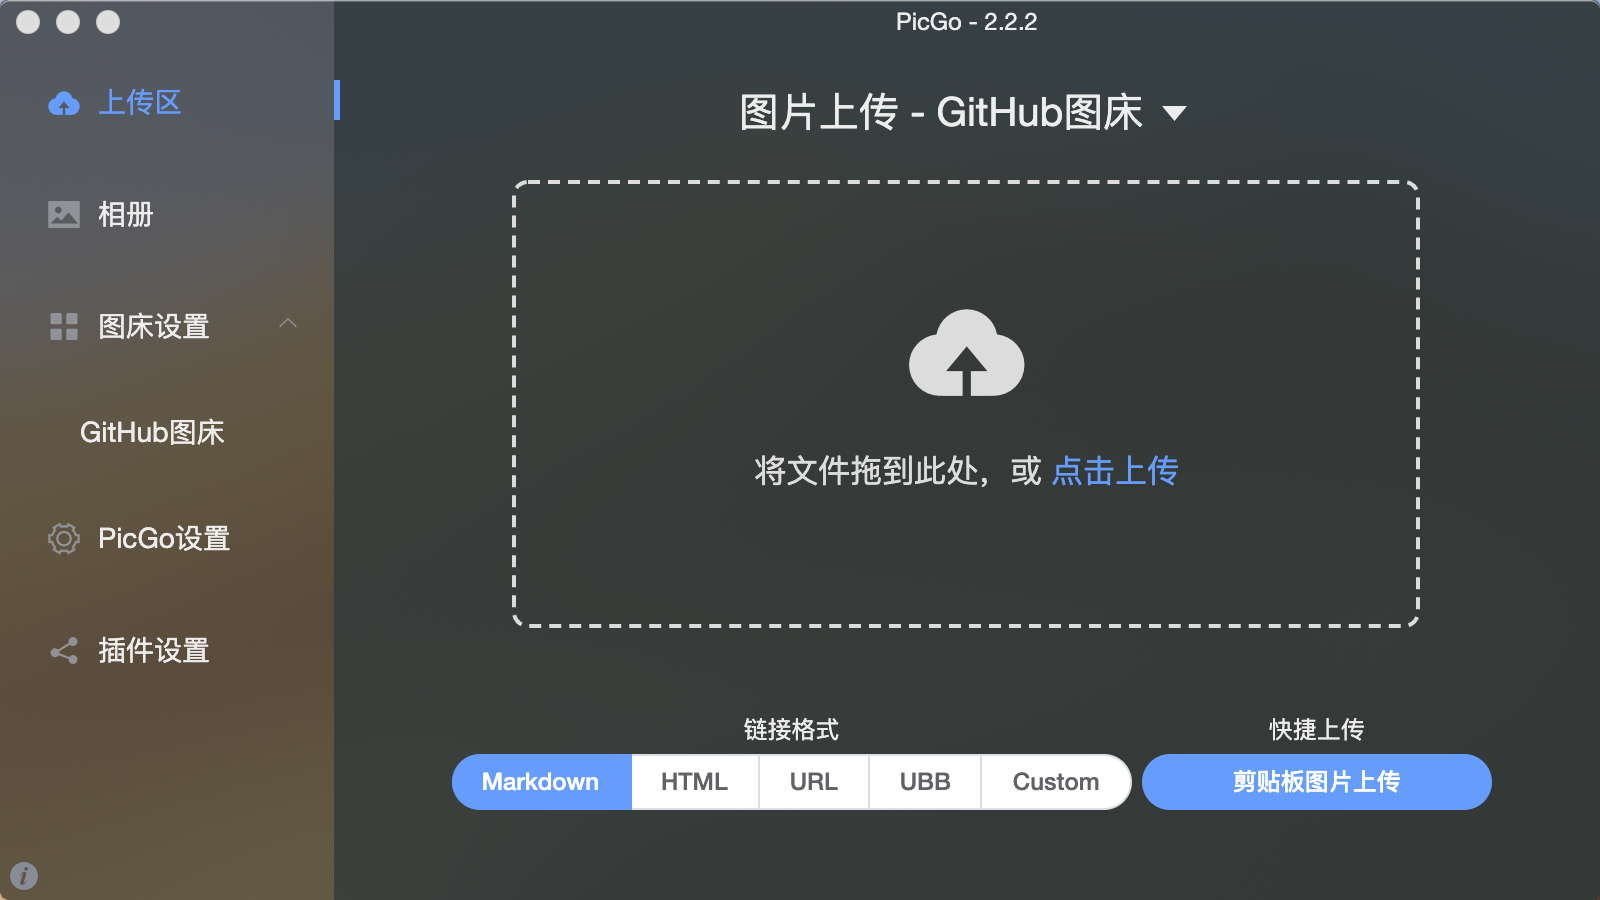 PicGo - 2.2.2
上传区
相册
图床设置
GitHub图床
PicGo设置
插件设置
图片上传 - GitHub图床
将文件拖到此处，或 点击上传
链接格式
Markdown
HTML
URL
UBB
Custom
快捷上传
剪贴板图片上传
i